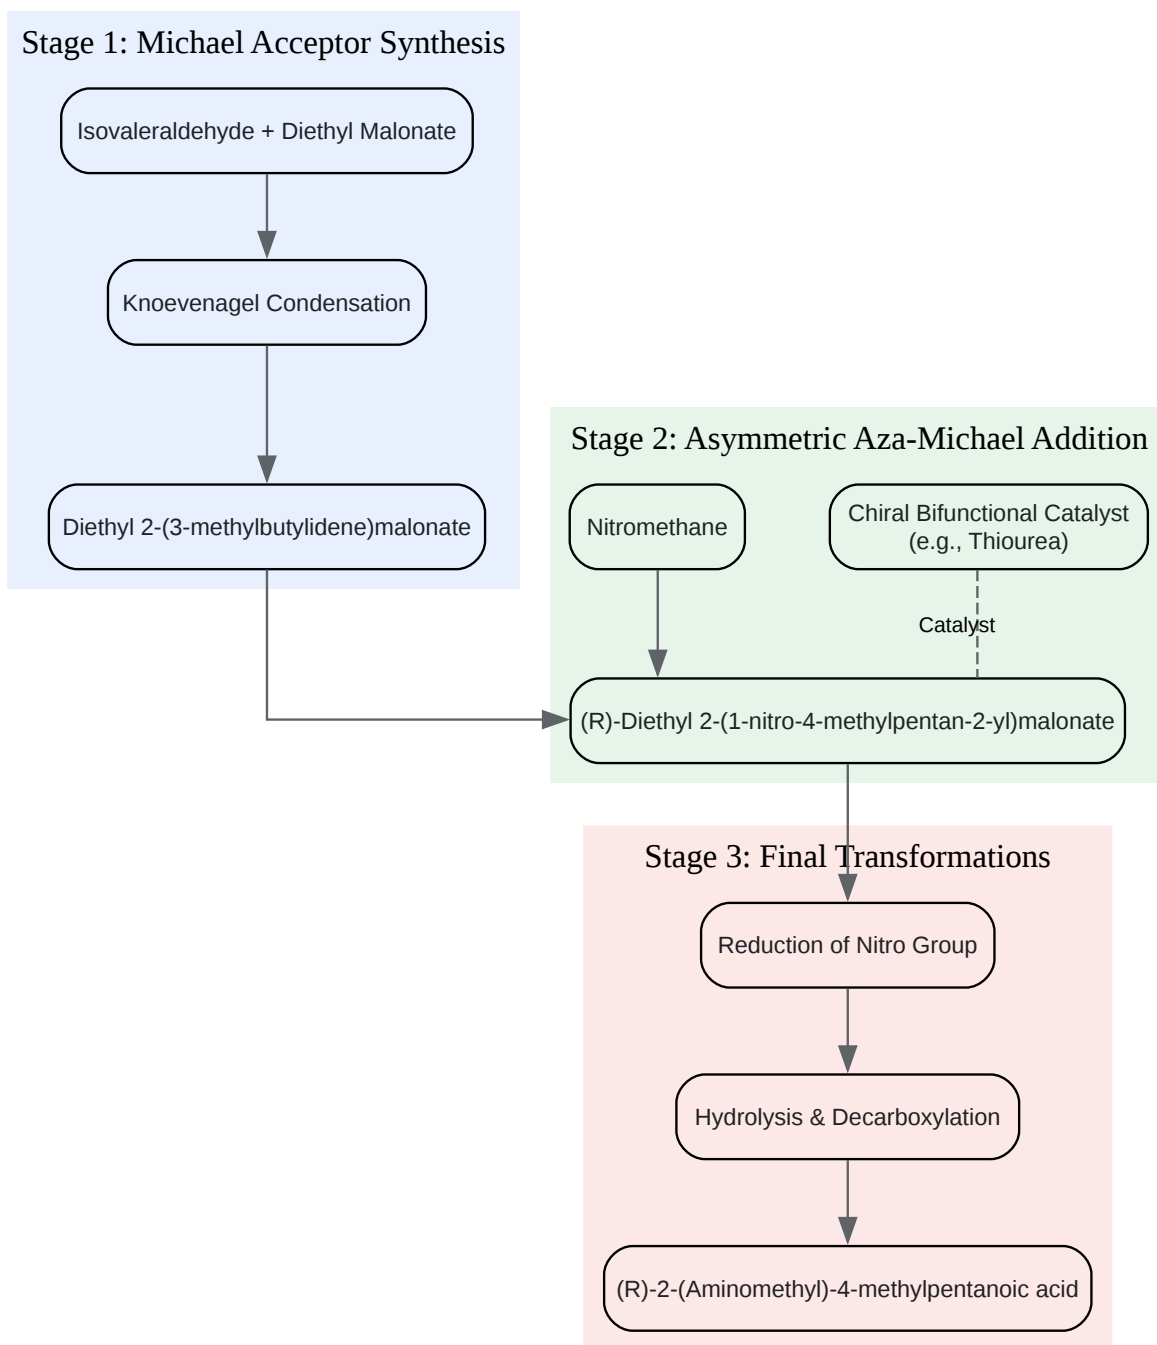 Stage 1: Michael Acceptor Synthesis
Isovaleraldehyde + Diethyl Malonate
Knoevenagel Condensation
Diethyl 2-(3-methylbutylidene)malonate
Stage 2: Asymmetric Aza-Michael Addition
Nitromethane
Chiral Bifunctional Catalyst
(e.g., Thiourea)
Catalyst
(R)-Diethyl 2-(1-nitro-4-methylpentan-2-yl)malonate
Stage 3: Final Transformations
Reduction of Nitro Group
Hydrolysis & Decarboxylation
(R)-2-(Aminomethyl)-4-methylpentanoic acid